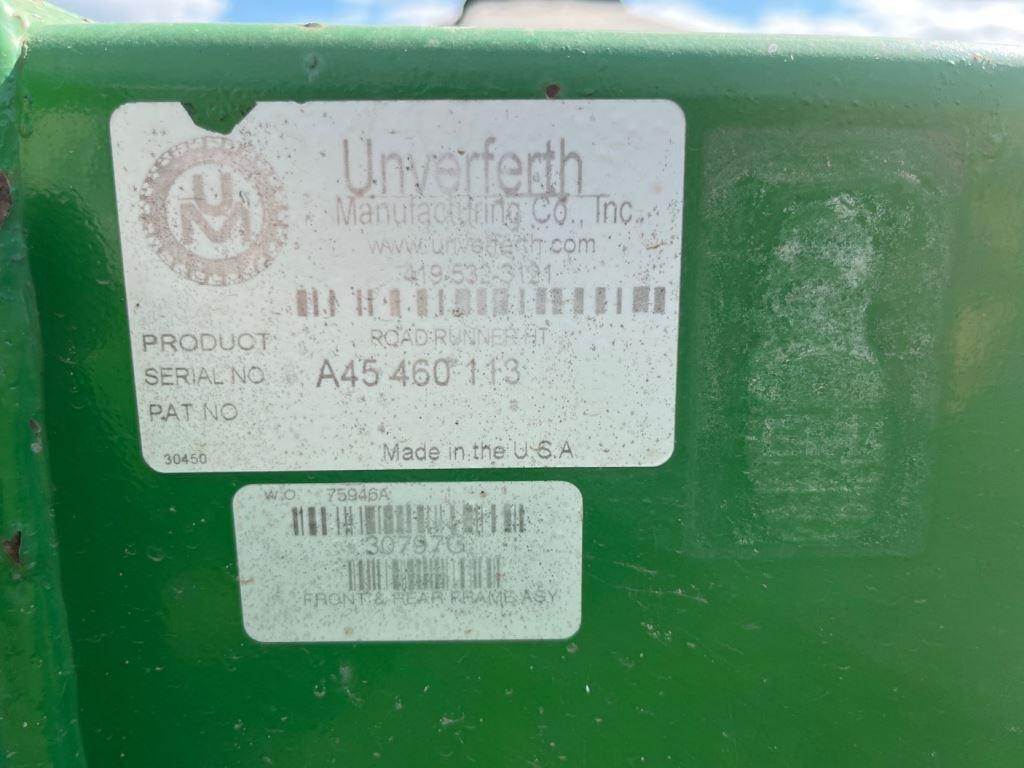 UM
Unverferth
Manufacturing Co., Inc.
www.unverferth.com
419-532-3121
PRODUCT ROAD RUNNER HT
SERIAL NO A45 460 113
PAT NO
30450 Made in the U.S.A
W.O. 75946A
30797G
FRONT & REAR FRAME ASY